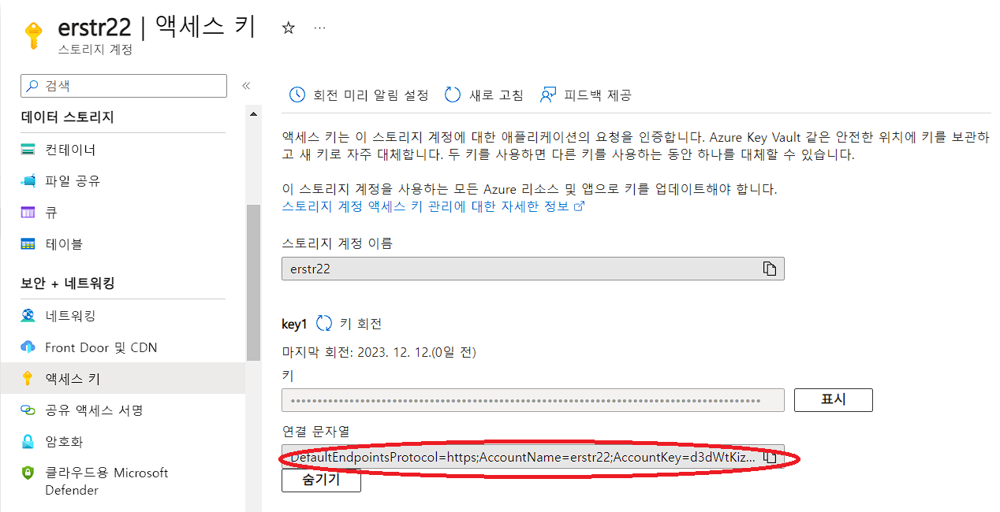 erstr22 | 액세스 키
스토리지 계정
검색
데이터 스토리지
컨테이너
파일 공유
큐
테이블
보안 + 네트워킹
네트워킹
Front Door 및 CDN
액세스 키
공유 액세스 서명
암호화
클라우드용 Microsoft
Defender
회전 미리 알림 설정
새로 고침
피드백 제공
액세스 키는 이 스토리지 계정에 대한 애플리케이션의 요청을 인증합니다. Azure Key Vault 같은 안전한 위치에 키를 보관하
고 새 키로 자주 대체합니다. 두 키를 사용하면 다른 키를 사용하는 동안 하나를 대체할 수 있습니다.
이 스토리지 계정을 사용하는 모든 Azure 리소스 및 앱으로 키를 업데이트해야 합니다.
스토리지 계정 액세스 키 관리에 대한 자세한 정보
스토리지 계정 이름
erstr22
key1 키 회전
마지막 회전: 2023. 12. 12.(0일 전)
키
표시
연결 문자열
DefaultEndpointsProtocol=https;AccountName=erstr22;AccountKey=d3dWtKiz...
숨기기